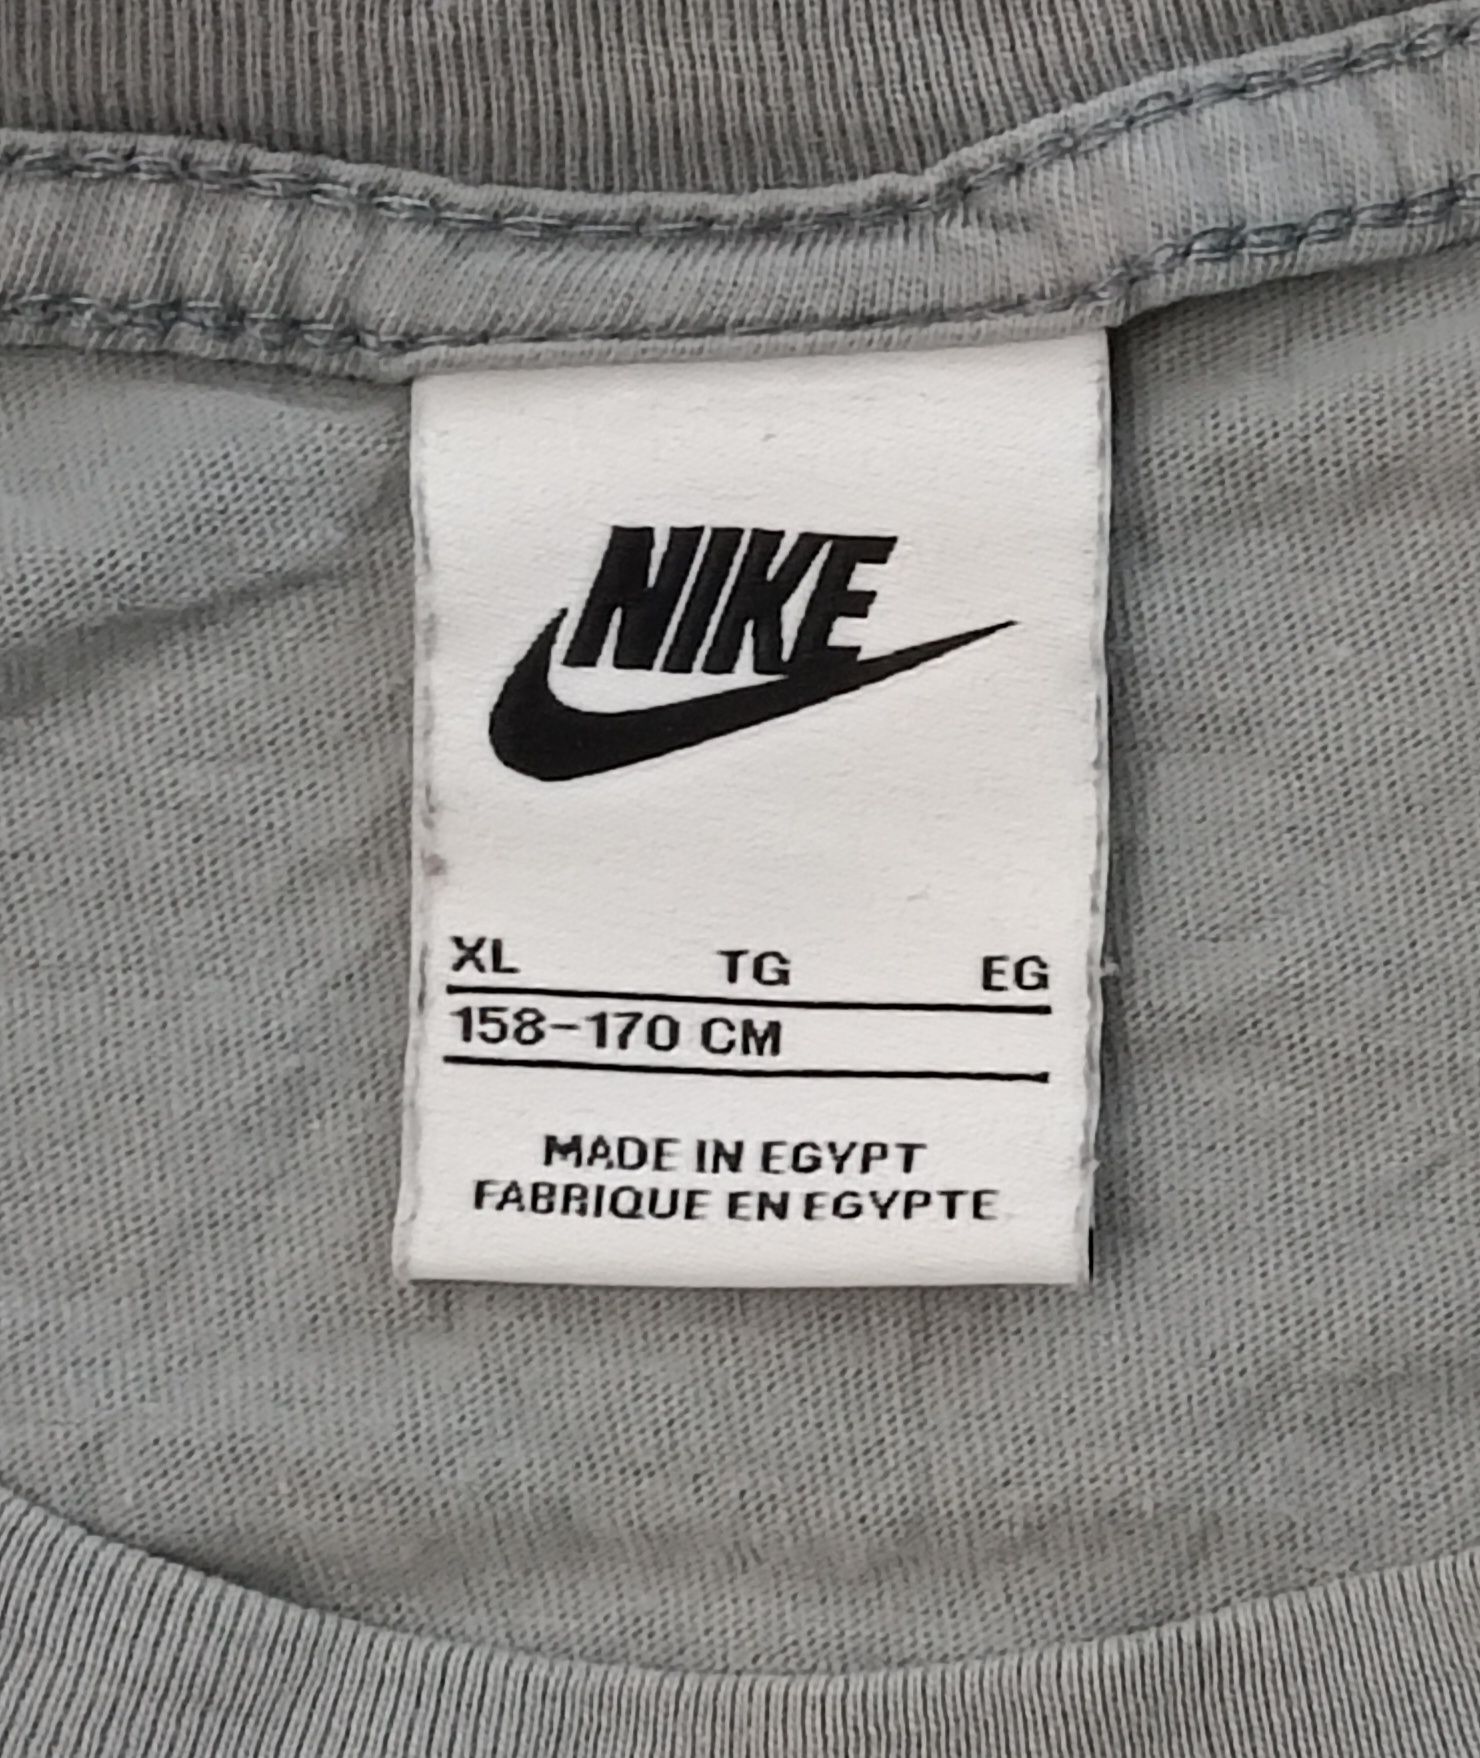 NIKE
XL TG EG
158-170 CM
MADE IN EGYPT
FABRIQUE EN EGYPTE